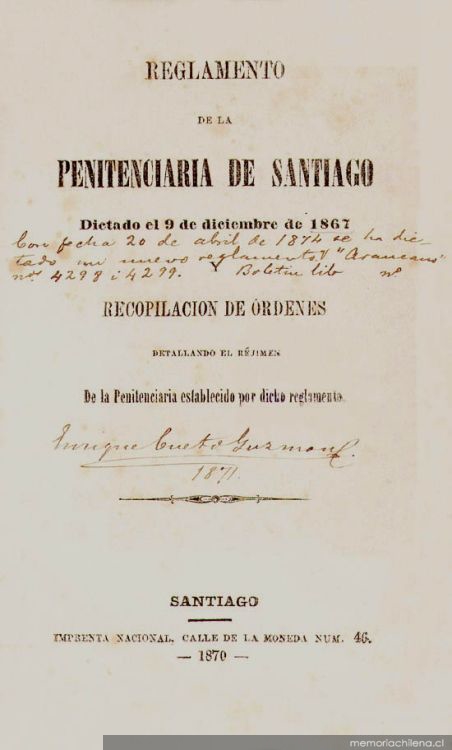 REGLAMENTO
DE LA
PENITENCIARIA DE SANTIAGO
Dictado el 9 de diciembre de 1867
Con fecha 20 de abril de 1874 se ha dic-
tado un nuevo reglamento "Araucano"
nos 4298 i 4299. Y Boletin lib nº
RECOPILACION DE ÓRDENES
DETALLANDO EL RÉJIMEN
De la Penitenciaria establecido por dicho reglamento.
Enrique Cueto Guzman
1871.
SANTIAGO
IMPRENTA NACIONAL, CALLE DE LA MONEDA NUM. 46.
— 1870 —
memoriachilena.cl